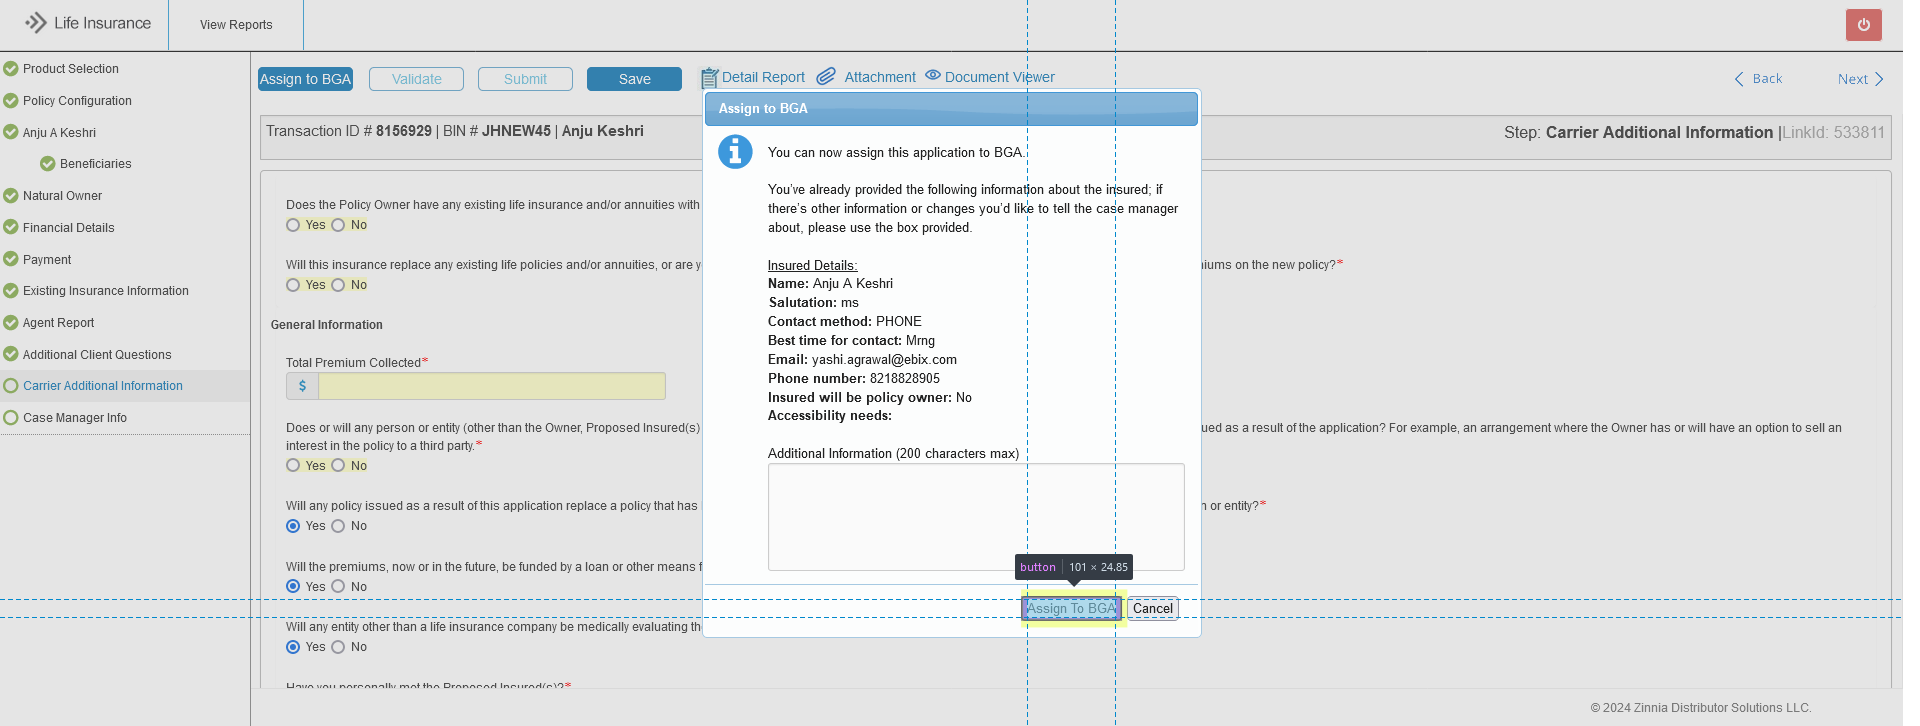 Life Insurance
View Reports
Product Selection
Policy Configuration
Anju A Keshri
Beneficiaries
Natural Owner
Financial Details
Payment
Existing Insurance Information
Agent Report
Additional Client Questions
Carrier Additional Information
Case Manager Info
Assign to BGA Validate Submit Save Detail Report Attachment Document Viewer Back Next
Transaction ID # 8156929 | BIN # JHNEW45 | Anju Keshri
Step: Carrier Additional Information |LinkId: 533811
Does the Policy Owner have any existing life insurance and/or annuities with
Yes No
Will this insurance replace any existing life policies and/or annuities, or are y
iums on the new policy?*
Yes No
General Information
Total Premium Collected*
$
Does or will any person or entity (other than the Owner, Proposed Insured(s)
ued as a result of the application? For example, an arrangement where the Owner has or will have an option to sell an
interest in the policy to a third party.*
Yes No
Will any policy issued as a result of this application replace a policy that has
n or entity?*
Yes No
Will the premiums, now or in the future, be funded by a loan or other means f
Yes No
Will any entity other than a life insurance company be medically evaluating th
Yes No
Have you personally met the Proposed Insured(s)?*
Assign to BGA
You can now assign this application to BGA.
You've already provided the following information about the insured; if
there's other information or changes you'd like to tell the case manager
about, please use the box provided.
Insured Details:
Name: Anju A Keshri
Salutation: ms
Contact method: PHONE
Best time for contact: Mrng
Email: yashi.agrawal@ebix.com
Phone number: 8218828905
Insured will be policy owner: No
Accessibility needs:
Additional Information (200 characters max)
button 101 × 24.85
Assign To BGA Cancel
© 2024 Zinnia Distributor Solutions LLC.